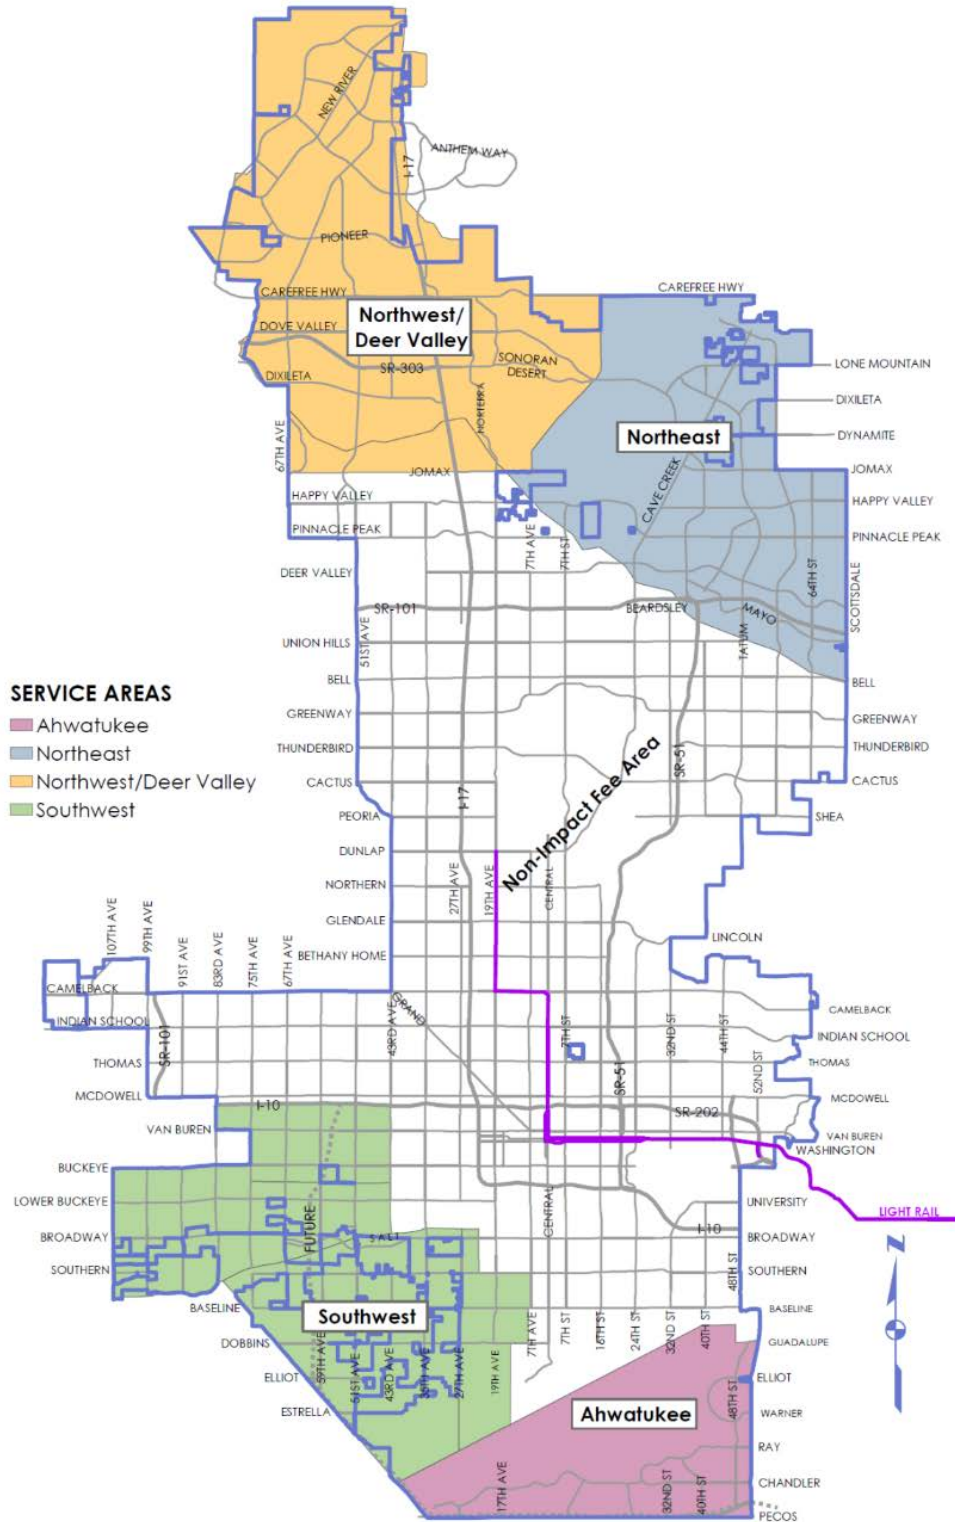 NEW RIVER
ANTHEM WAY
I-17
PIONEER
CAREFREE HWY
CAREFREE HWY
Northwest/
Deer Valley
DOVE VALLEY
SONORAN
DESERT
SR-303
LONE MOUNTAIN
DIXILETA
NORTERRA
DIXILETA
Northeast
DYNAMITE
67TH AVE
JOMAX
JOMAX
HAPPY VALLEY
CAVE CREEK
HAPPY VALLEY
PINNACLE PEAK
7TH AVE
7TH ST
PINNACLE PEAK
DEER VALLEY
64TH ST
SCOTTSDALE
SR-101
BEARDSLEY
MAYO
51ST AVE
UNION HILLS
TATUM
BELL
BELL
SERVICE AREAS
Ahwatukee
Northeast
Northwest/Deer Valley
Southwest
GREENWAY
GREENWAY
THUNDERBIRD
THUNDERBIRD
CACTUS
SR-51
CACTUS
I-17
Non-Impact Fee Area
PEORIA
SHEA
DUNLAP
27TH AVE
19TH AVE
CENTRAL
NORTHERN
GLENDALE
107TH AVE
99TH AVE
91ST AVE
83RD AVE
75TH AVE
67TH AVE
BETHANY HOME
LINCOLN
CAMELBACK
GRAND
CAMELBACK
INDIAN SCHOOL
SR-101
43RD AVE
7TH ST
32ND ST
44TH ST
INDIAN SCHOOL
THOMAS
SR-51
52ND ST
THOMAS
MCDOWELL
I-10
SR-202
MCDOWELL
VAN BUREN
VAN BUREN
WASHINGTON
BUCKEYE
LOWER BUCKEYE
UNIVERSITY
LIGHT RAIL
FUTURE
CENTRAL
I-10
BROADWAY
SALT
BROADWAY
SOUTHERN
48TH ST
SOUTHERN
N
BASELINE
Southwest
BASELINE
DOBBINS
7TH AVE
7TH ST
16TH ST
24TH ST
32ND ST
40TH ST
GUADALUPE
ELLIOT
59TH AVE
51ST AVE
43RD AVE
35TH AVE
27TH AVE
19TH AVE
ELLIOT
ESTRELLA
Ahwatukee
48TH ST
WARNER
RAY
17TH AVE
32ND ST
40TH ST
CHANDLER
PECOS